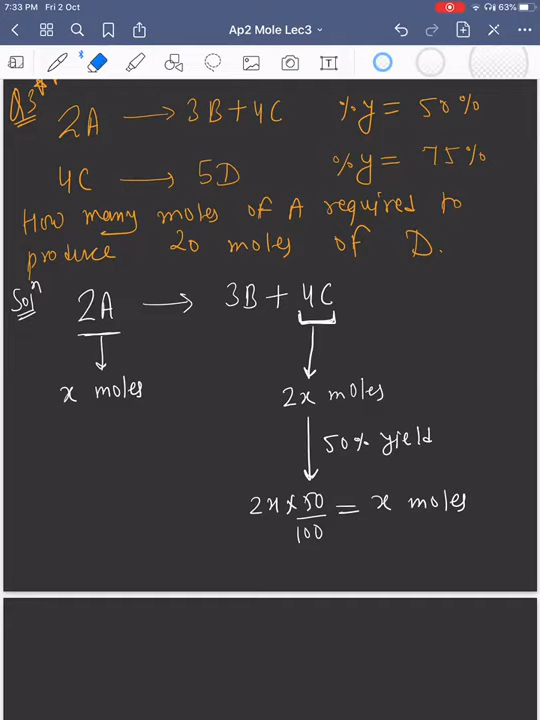 7:33 PM Fri 2 Oct 63%
Ap2 Mole Lec3
Q3**
2A → 3B + 4C %y = 50%
4C → 5D %y = 75%
How many moles of A required to
produce 20 moles of D.
Solⁿ 2A → 3B + 4C
x moles 2x moles
50% yield
2x × 50/100 = x moles